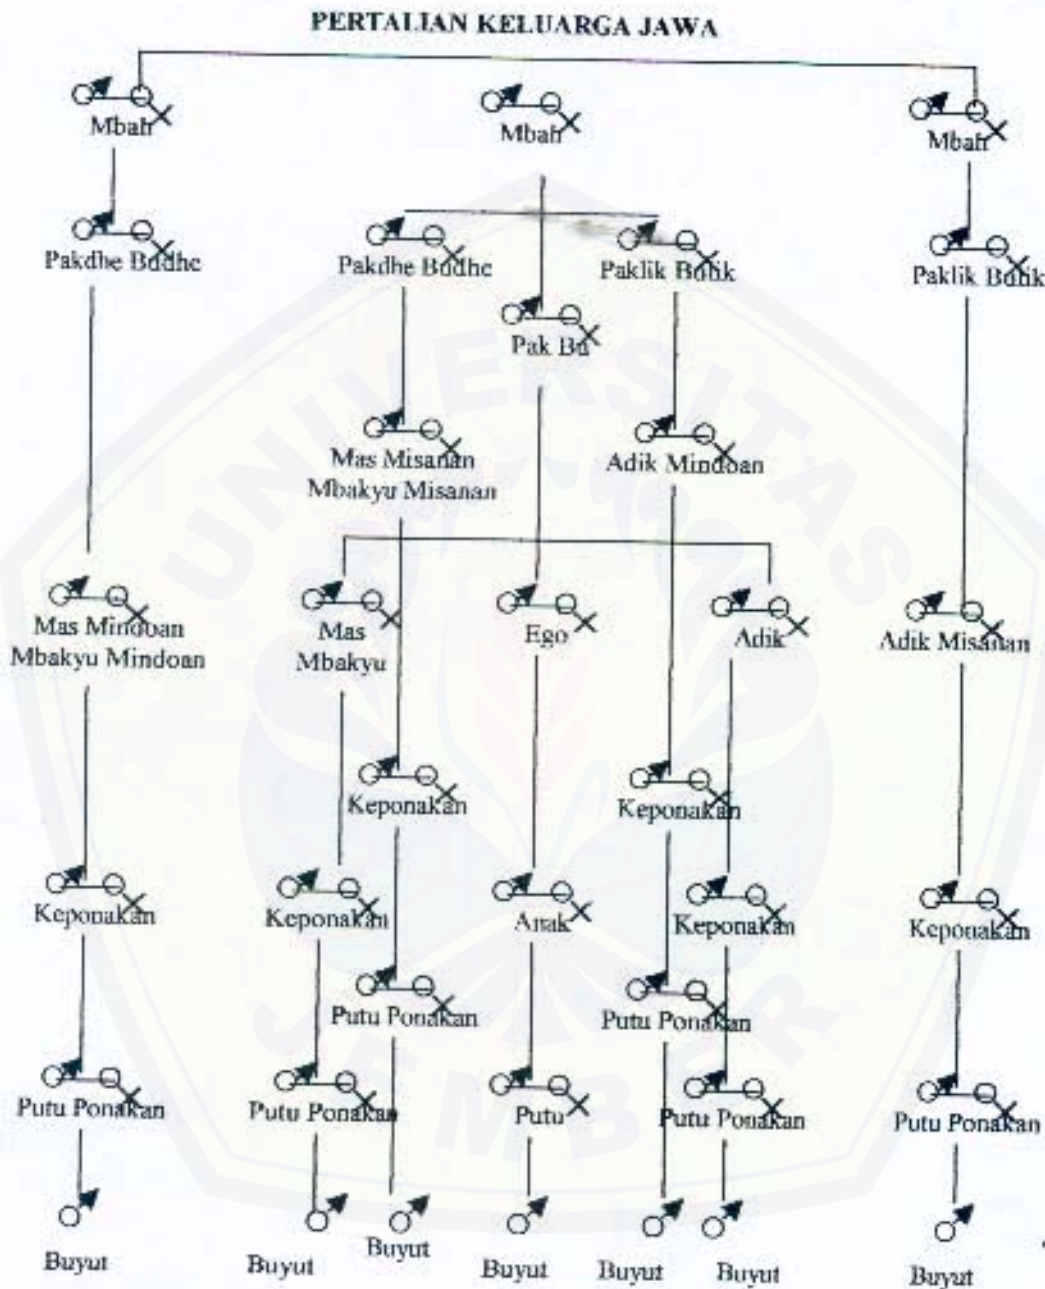 PERTALIAN KELUARGA JAWA
Mbah
Mbah
Mbah
Pakdhe Budhe
Pakdhe Budhe
Paklik Bulik
Paklik Bulik
Pak Bu
Mas Misanan
Mbakyu Misanan
Adik Mindoan
Mas Mindoan
Mbakyu Mindoan
Mas
Mbakyu
Ego
Adik
Adik Misanan
Keponakan
Keponakan
Keponakan
Keponakan
Anak
Keponakan
Keponakan
Putu Ponakan
Putu Ponakan
Putu Ponakan
Putu Ponakan
Putu
Putu Ponakan
Putu Ponakan
Buyut
Buyut
Buyut
Buyut
Buyut
Buyut
Buyut
UNIVERSITAS
JEMBER